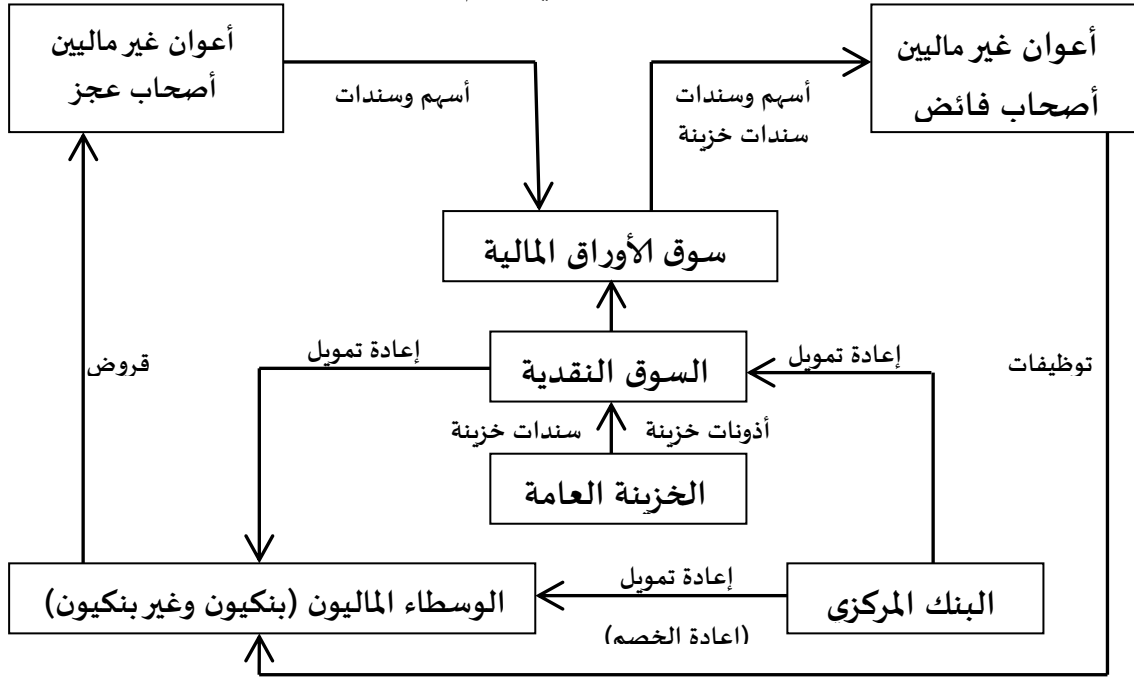 أعوان غير ماليين
أصحاب فائض
أعوان غير ماليين
أصحاب عجز
أسهم وسندات
سندات خزينة
أسهم وسندات
سوق الأوراق المالية
توظيفات
إعادة تمويل
السوق النقدية
إعادة تمويل
قروض
أذونات خزينة
سندات خزينة
الخزينة العامة
البنك المركزى
إعادة تمويل
(اعادة الخصم)
الوسطاء الماليون (بنكيون وغير بنكيون)